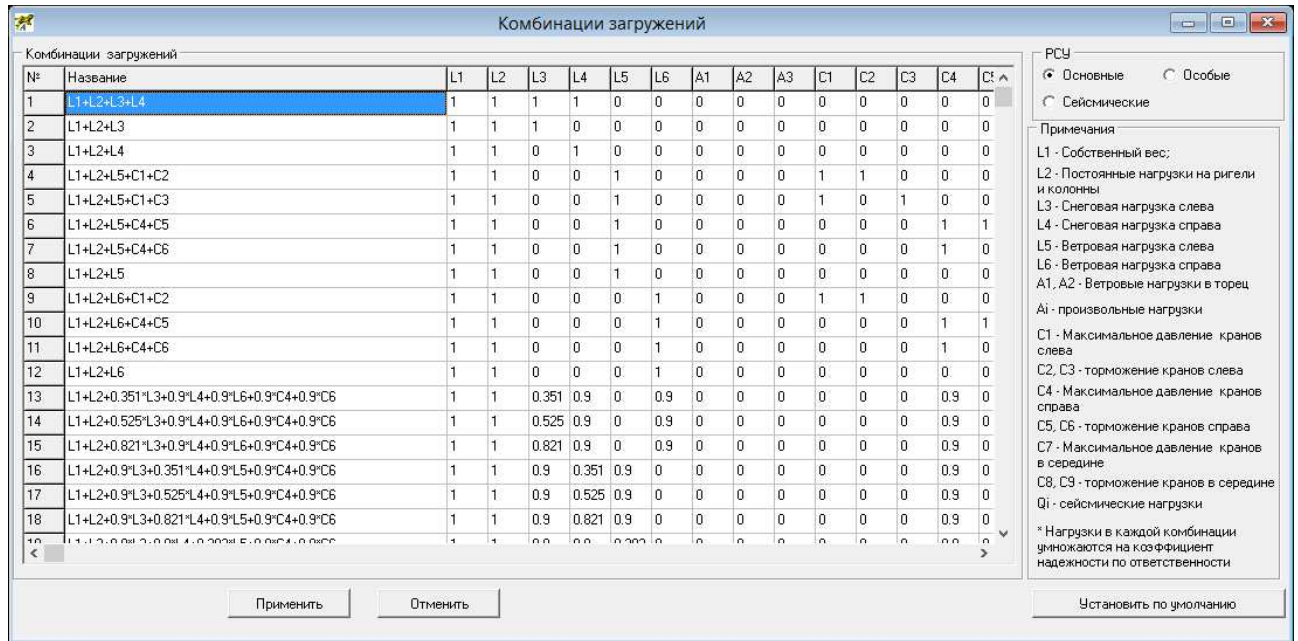 Комбинации загружений
Комбинации загружений
№ Название L1 L2 L3 L4 L5 L6 A1 A2 A3 C1 C2 C3 C4
1 L1+L2+L3+L4 1 1 1 1 0 0 0 0 0 0 0 0 0 0
2 L1+L2+L3 1 1 1 0 0 0 0 0 0 0 0 0 0 0
3 L1+L2+L4 1 1 0 1 0 0 0 0 0 0 0 0 0 0
4 L1+L2+L5+C1+C2 1 1 0 0 1 0 0 0 0 1 1 0 0 0
5 L1+L2+L5+C1+C3 1 1 0 0 1 0 0 0 0 1 0 1 0 0
6 L1+L2+L5+C4+C5 1 1 0 0 1 0 0 0 0 0 0 0 1 1
7 L1+L2+L5+C4+C6 1 1 0 0 1 0 0 0 0 0 0 0 1 0
8 L1+L2+L5 1 1 0 0 1 0 0 0 0 0 0 0 0 0
9 L1+L2+L6+C1+C2 1 1 0 0 0 1 0 0 0 1 1 0 0 0
10 L1+L2+L6+C4+C5 1 1 0 0 0 1 0 0 0 0 0 0 1 1
11 L1+L2+L6+C4+C6 1 1 0 0 0 1 0 0 0 0 0 0 1 0
12 L1+L2+L6 1 1 0 0 0 1 0 0 0 0 0 0 0 0
13 L1+L2+0.351*L3+0.9*L4+0.9*L6+0.9*C4+0.9*C6 1 1 0.351 0.9 0 0.9 0 0 0 0 0 0 0.9 0
14 L1+L2+0.525*L3+0.9*L4+0.9*L6+0.9*C4+0.9*C6 1 1 0.525 0.9 0 0.9 0 0 0 0 0 0 0.9 0
15 L1+L2+0.821*L3+0.9*L4+0.9*L6+0.9*C4+0.9*C6 1 1 0.821 0.9 0 0.9 0 0 0 0 0 0 0.9 0
16 L1+L2+0.9*L3+0.351*L4+0.9*L5+0.9*C4+0.9*C6 1 1 0.9 0.351 0.9 0 0 0 0 0 0 0 0.9 0
17 L1+L2+0.9*L3+0.525*L4+0.9*L5+0.9*C4+0.9*C6 1 1 0.9 0.525 0.9 0 0 0 0 0 0 0 0.9 0
18 L1+L2+0.9*L3+0.821*L4+0.9*L5+0.9*C4+0.9*C6 1 1 0.9 0.821 0.9 0 0 0 0 0 0 0 0.9 0
Применить Отменить
РСУ
Основные Особые
Сейсмические
Примечания
L1 - Собственный вес;
L2 - Постоянные нагрузки на ригели
и колонны
L3 - Снеговая нагрузка слева
L4 - Снеговая нагрузка справа
L5 - Ветровая нагрузка слева
L6 - Ветровая нагрузка справа
A1, A2 - Ветровые нагрузки в торец
Ai - произвольные нагрузки
C1 - Максимальное давление кранов
слева
C2, C3 - торможение кранов слева
C4 - Максимальное давление кранов
справа
C5, C6 - торможение кранов справа
C7 - Максимальное давление кранов
в середине
C8, C9 - торможение кранов в середине
Qi - сейсмические нагрузки
* Нагрузки в каждой комбинации
умножаются на коэффициент
надежности по ответственности
Установить по умолчанию